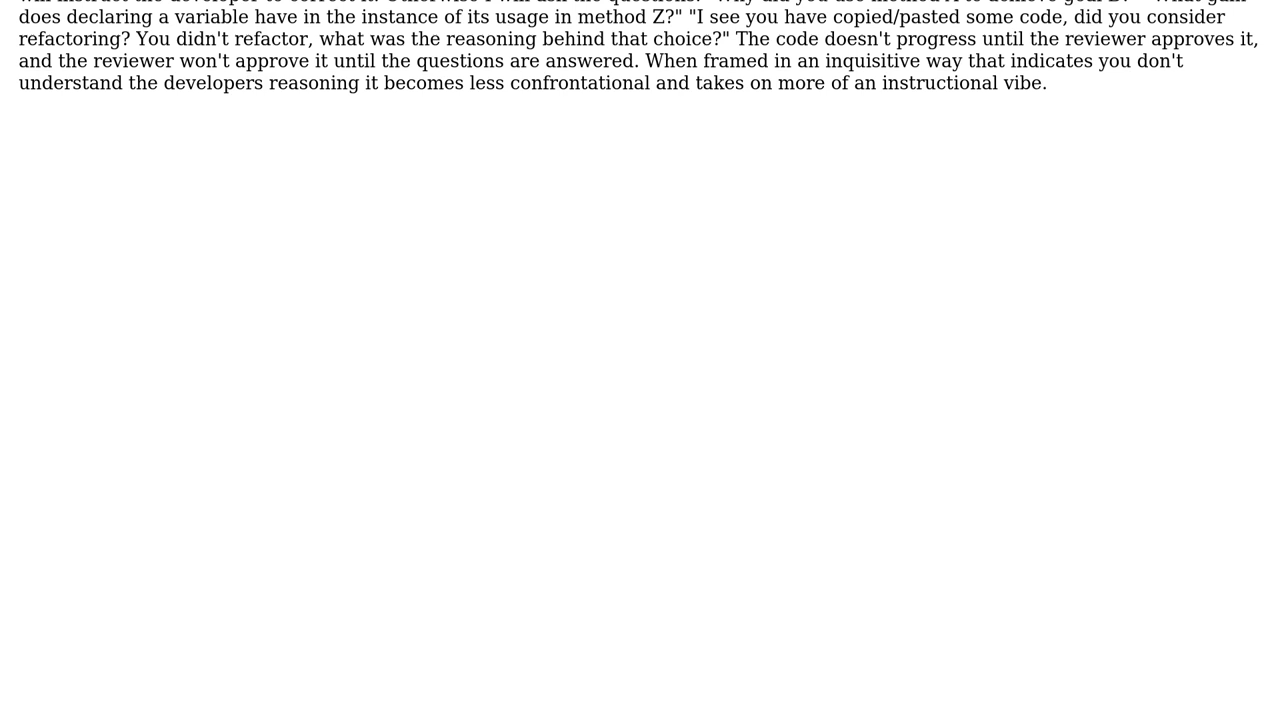 does declaring a variable have in the instance of its usage in method Z?" "I see you have copied/pasted some code, did you consider
refactoring? You didn't refactor, what was the reasoning behind that choice?" The code doesn't progress until the reviewer approves it,
and the reviewer won't approve it until the questions are answered. When framed in an inquisitive way that indicates you don't
understand the developers reasoning it becomes less confrontational and takes on more of an instructional vibe.